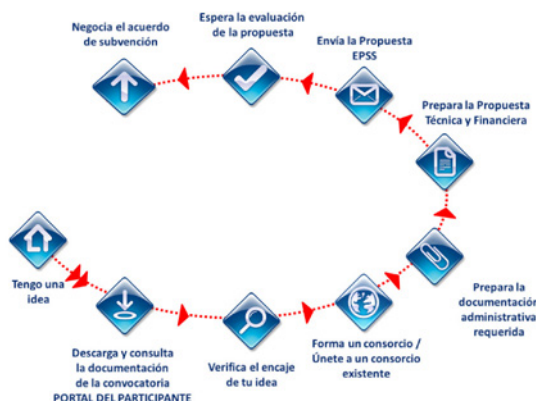 Negocia el acuerdo
de subvención
Espera la evaluación
de la propuesta
Envía la Propuesta
EPSS
Prepara la Propuesta
Técnica y Financiera
Tengo una
idea
Descarga y consulta
la documentación
de la convocatoria
PORTAL DEL PARTICIPANTE
Verifica el encaje
de tu idea
Forma un consorcio /
Únete a un consorcio
existente
Prepara la
documentación
administrativa
requerida